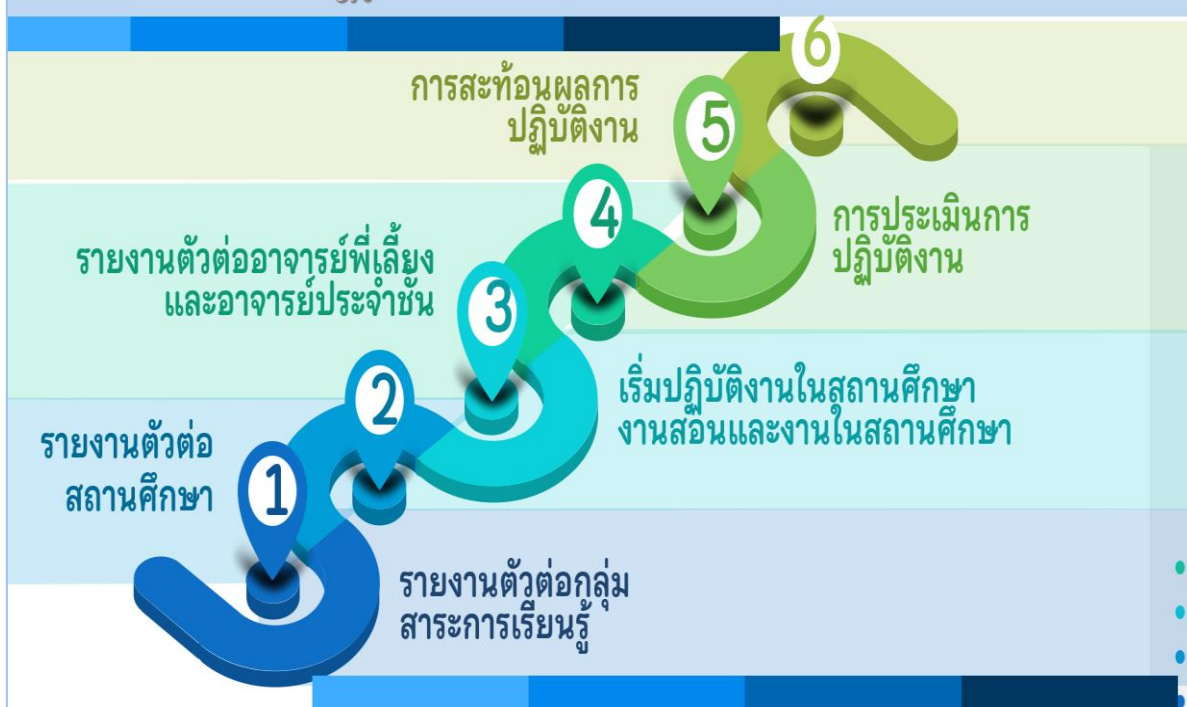 6
การสะท้อนผลการ
ปฏิบัติงาน
5
การประเมินการ
ปฏิบัติงาน
4
รายงานตัวต่ออาจารย์พี่เลี้ยง
และอาจารย์ประจำชั้น
3
เริ่มปฏิบัติงานในสถานศึกษา
งานสอนและงานในสถานศึกษา
2
รายงานตัวต่อ
สถานศึกษา
1
รายงานตัวต่อกลุ่ม
สาระการเรียนรู้